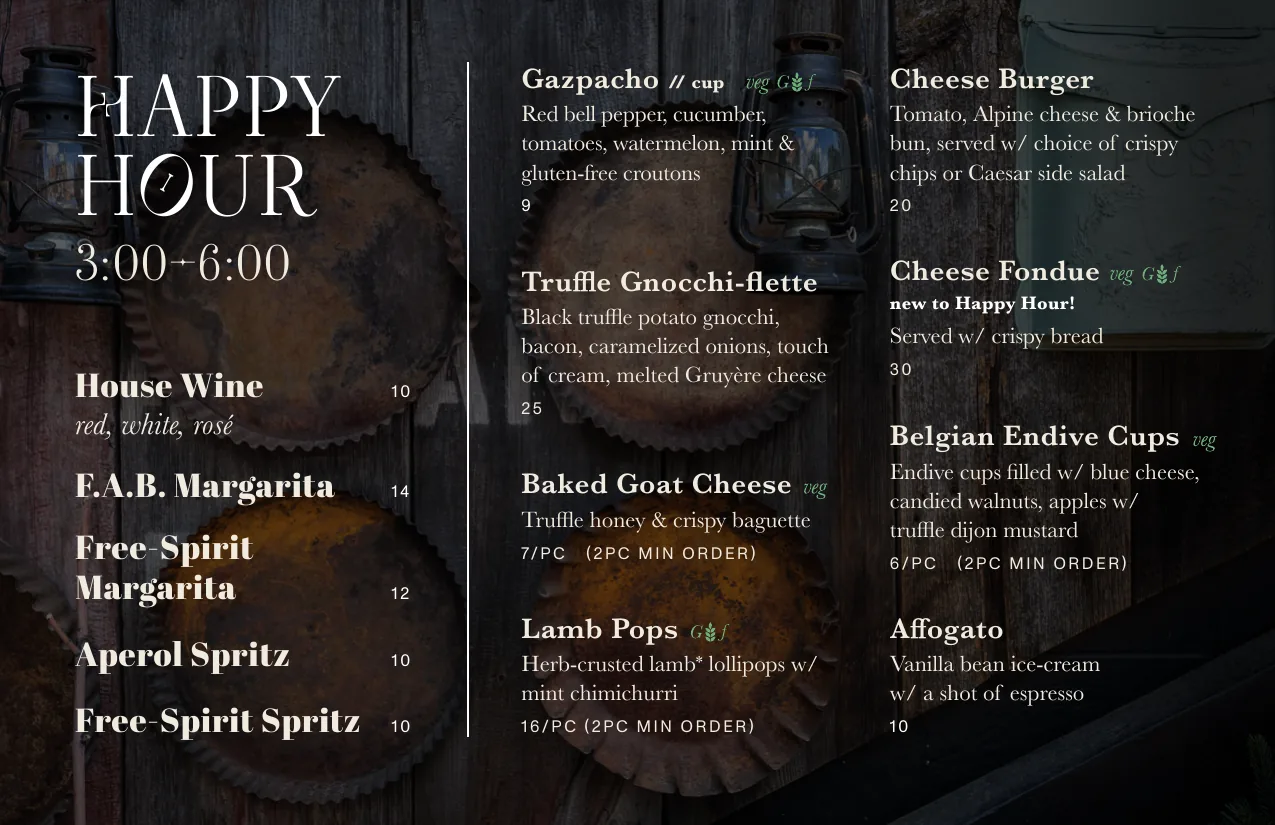 HAPPY
HOUR
3:00-6:00
House Wine 10
red, white, rosé
F.A.B. Margarita 14
Free-Spirit
Margarita 12
Aperol Spritz 10
Free-Spirit Spritz 10
Gazpacho // cup veg G f
Red bell pepper, cucumber,
tomatoes, watermelon, mint &
gluten-free croutons
9
Truffle Gnocchi-flette
Black truffle potato gnocchi,
bacon, caramelized onions, touch
of cream, melted Gruyère cheese
25
Baked Goat Cheese veg
Truffle honey & crispy baguette
7/PC (2PC MIN ORDER)
Lamb Pops G f
Herb-crusted lamb* lollipops w/
mint chimichurri
16/PC (2PC MIN ORDER)
Cheese Burger
Tomato, Alpine cheese & brioche
bun, served w/ choice of crispy
chips or Caesar side salad
20
Cheese Fondue veg G f
new to Happy Hour!
Served w/ crispy bread
30
Belgian Endive Cups veg
Endive cups filled w/ blue cheese,
candied walnuts, apples w/
truffle dijon mustard
6/PC (2PC MIN ORDER)
Affogato
Vanilla bean ice-cream
w/ a shot of espresso
10